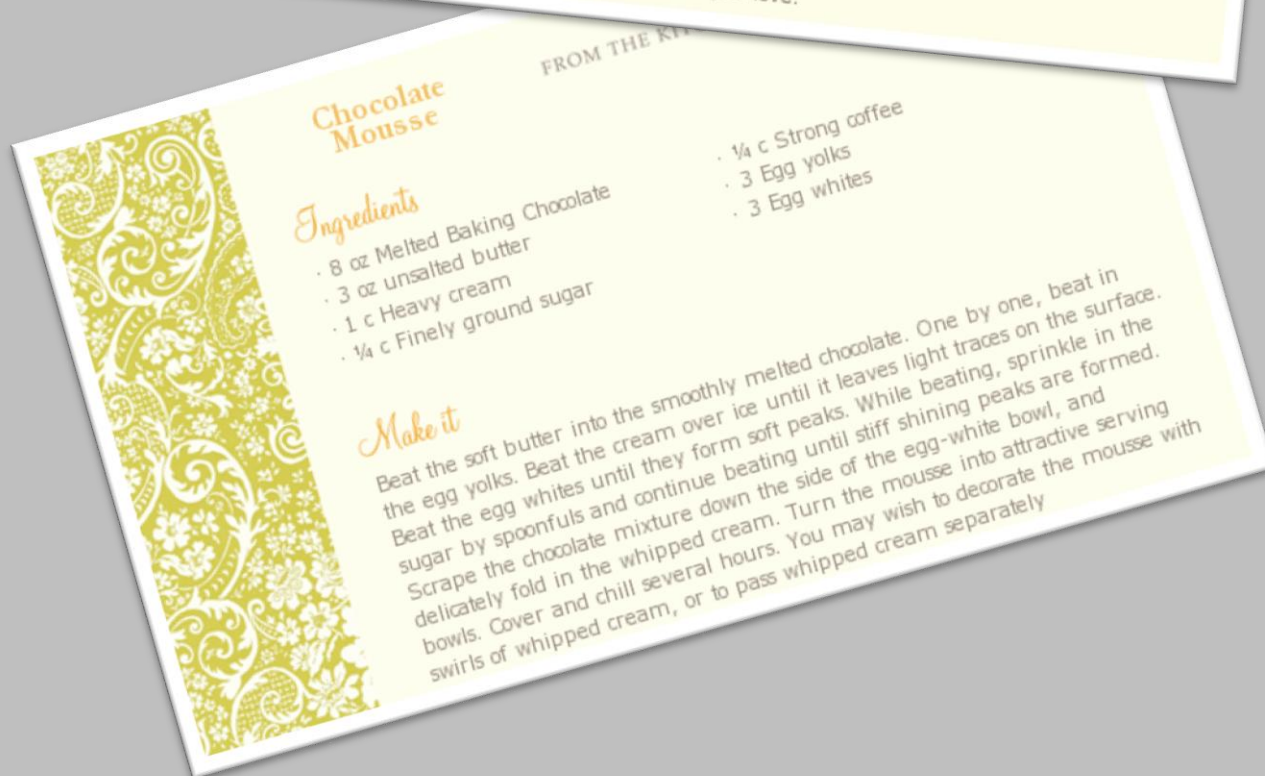 FROM THE
Chocolate
Mousse
Ingredients
· 8 oz Melted Baking Chocolate
· 3 oz unsalted butter
· 1 c Heavy cream
· ¼ c Finely ground sugar
· ¼ c Strong coffee
· 3 Egg yolks
· 3 Egg whites
Make it
Beat the soft butter into the smoothly melted chocolate. One by one, beat in
the egg yolks. Beat the cream over ice until it leaves light traces on the surface.
Beat the egg whites until they form soft peaks. While beating, sprinkle in the
sugar by spoonfuls and continue beating until stiff shining peaks are formed.
Scrape the chocolate mixture down the side of the egg-white bowl, and
delicately fold in the whipped cream. Turn the mousse into attractive serving
bowls. Cover and chill several hours. You may wish to decorate the mousse with
swirls of whipped cream, or to pass whipped cream separately